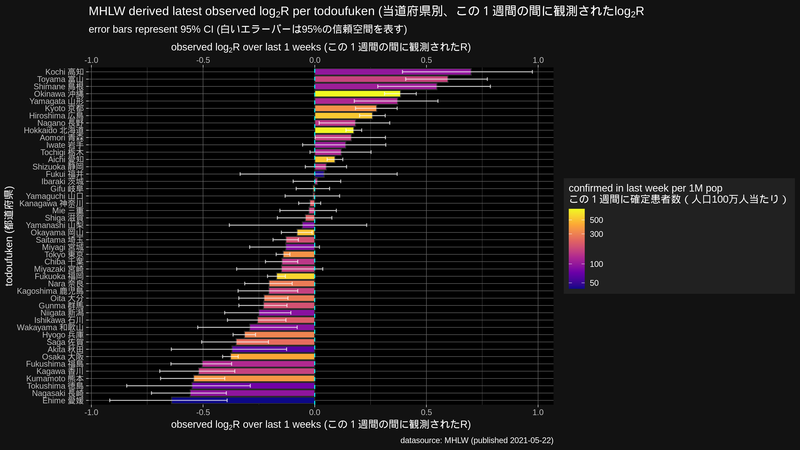 MHLW derived latest observed log₂R per todoufuken (当道府県別、この１週間の間に観測されたlog₂R
error bars represent 95% CI (白いエラーバーは95%の信頼空間を表す)
observed log₂R over last 1 weeks (この１週間の間に観測されたR)
-1.0 -0.5 0.0 0.5 1.0
todoufuken (都道府県)
Kochi 高知
Toyama 富山
Shimane 島根
Okinawa 沖縄
Yamagata 山形
Kyoto 京都
Hiroshima 広島
Nagano 長野
Hokkaido 北海道
Aomori 青森
Iwate 岩手
Tochigi 栃木
Aichi 愛知
Shizuoka 静岡
Fukui 福井
Ibaraki 茨城
Gifu 岐阜
Yamaguchi 山口
Kanagawa 神奈川
Mie 三重
Shiga 滋賀
Yamanashi 山梨
Okayama 岡山
Saitama 埼玉
Miyagi 宮城
Tokyo 東京
Chiba 千葉
Miyazaki 宮崎
Fukuoka 福岡
Nara 奈良
Kagoshima 鹿児島
Oita 大分
Gunma 群馬
Niigata 新潟
Ishikawa 石川
Wakayama 和歌山
Hyogo 兵庫
Saga 佐賀
Akita 秋田
Osaka 大阪
Fukushima 福島
Kagawa 香川
Kumamoto 熊本
Tokushima 徳島
Nagasaki 長崎
Ehime 愛媛
-1.0 -0.5 0.0 0.5 1.0
observed log₂R over last 1 weeks (この１週間の間に観測されたR)
confirmed in last week per 1M pop
この１週間に確定患者数（人口100万人当たり）
500
300
100
50
datasource: MHLW (published 2021-05-22)